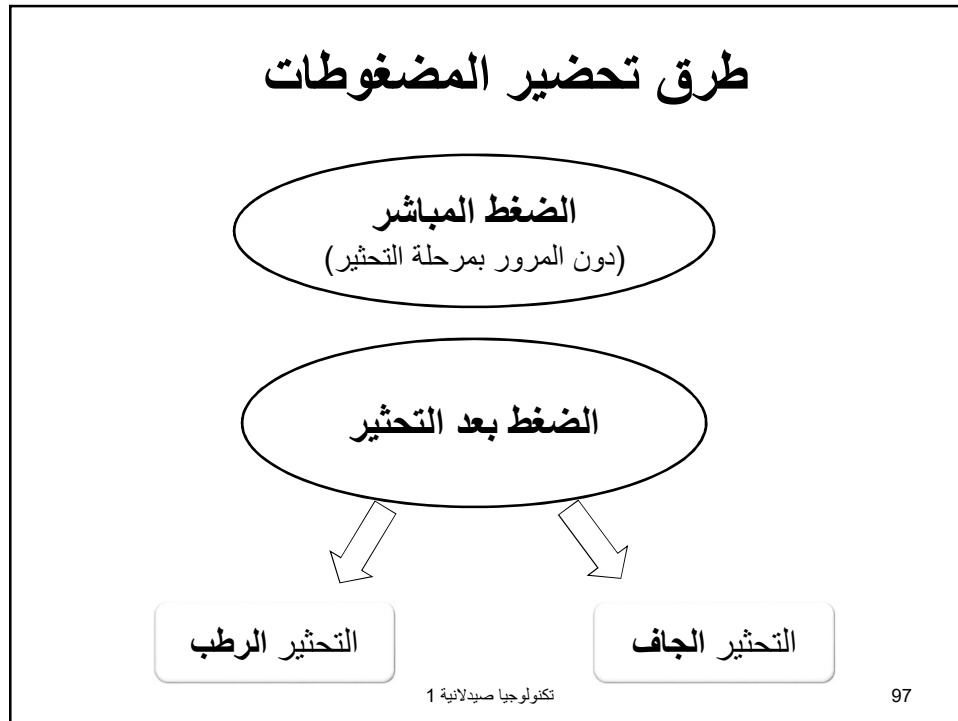 طرق تحضير المضغوطات
الضغط المباشر
(دون المرور بمرحلة التحثير)
الضغط بعد التحثير
التحثير الجاف
التحثير الرطب
تكنولوجيا صيدلانية 1
97